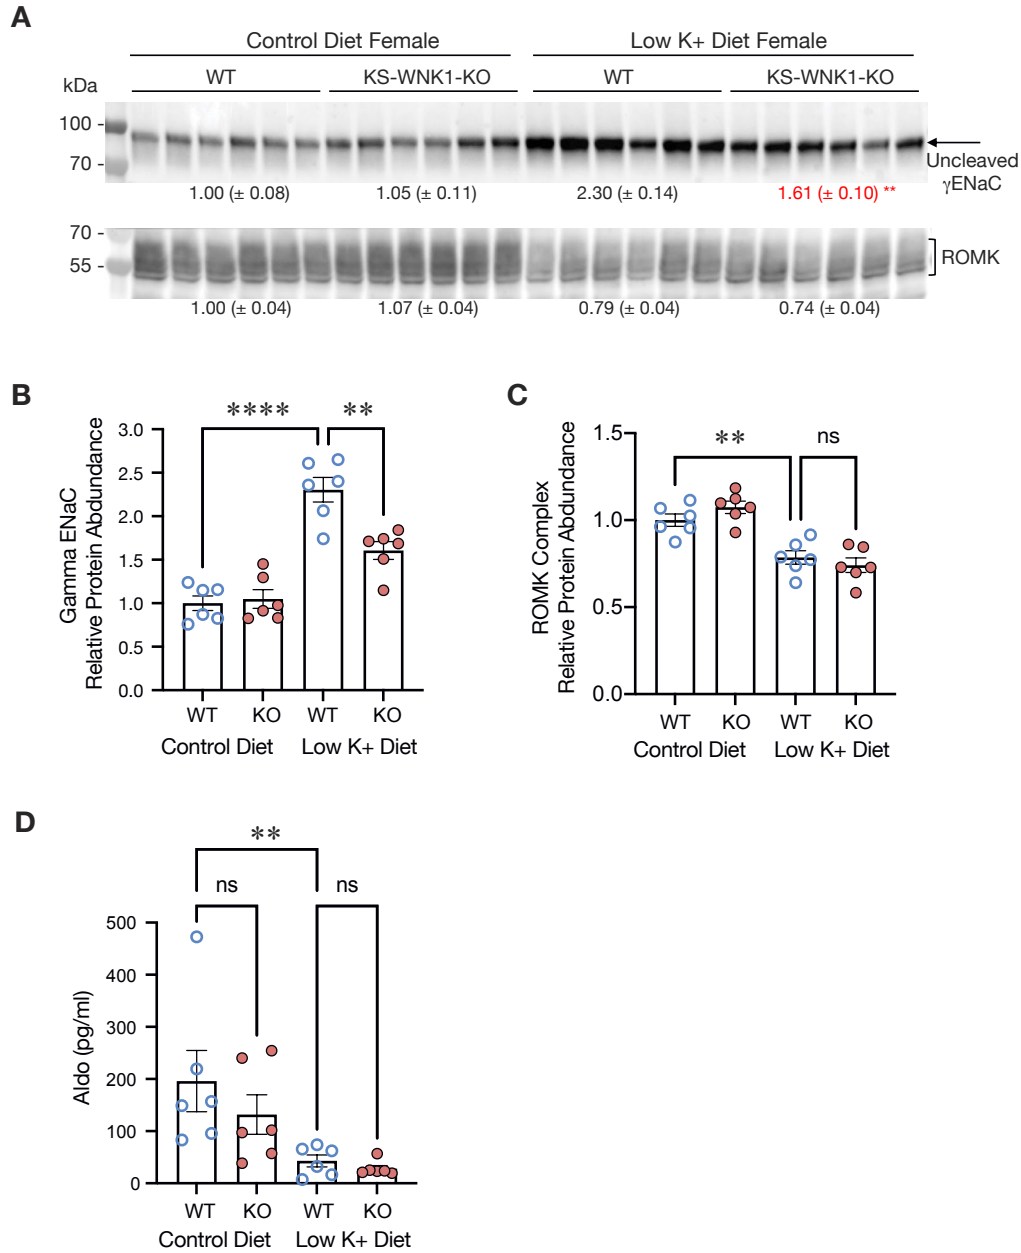 A
Control Diet Female
Low K+ Diet Female
WT
KS-WNK1-KO
WT
KS-WNK1-KO
kDa
100 -
70 -
Uncleaved
γENaC
1.00 (± 0.08)
1.05 (± 0.11)
2.30 (± 0.14)
1.61 (± 0.10) **
70 -
55 -
ROMK
1.00 (± 0.04)
1.07 (± 0.04)
0.79 (± 0.04)
0.74 (± 0.04)
B
Gamma ENaC
Relative Protein Abdundance
3.0
2.5
2.0
1.5
1.0
0.5
0.0
****
**
WT
KO
WT
KO
Control Diet
Low K+ Diet
C
ROMK Complex
Relative Protein Abdundance
1.5
1.0
0.5
0.0
**
ns
WT
KO
WT
KO
Control Diet
Low K+ Diet
D
**
ns
ns
Aldo (pg/ml)
500
400
300
200
100
0
WT
KO
WT
KO
Control Diet
Low K+ Diet